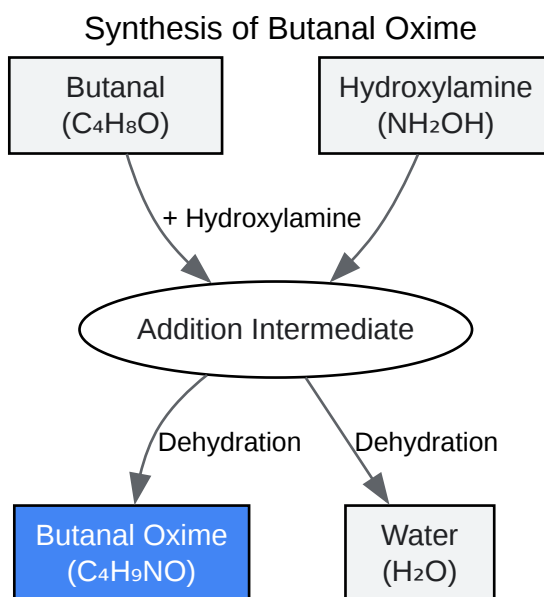 Synthesis of Butanal Oxime
Butanal
(C₄H₈O)
Hydroxylamine
(NH₂OH)
+ Hydroxylamine
Addition Intermediate
Dehydration
Dehydration
Butanal Oxime
(C₄H₉NO)
Water
(H₂O)